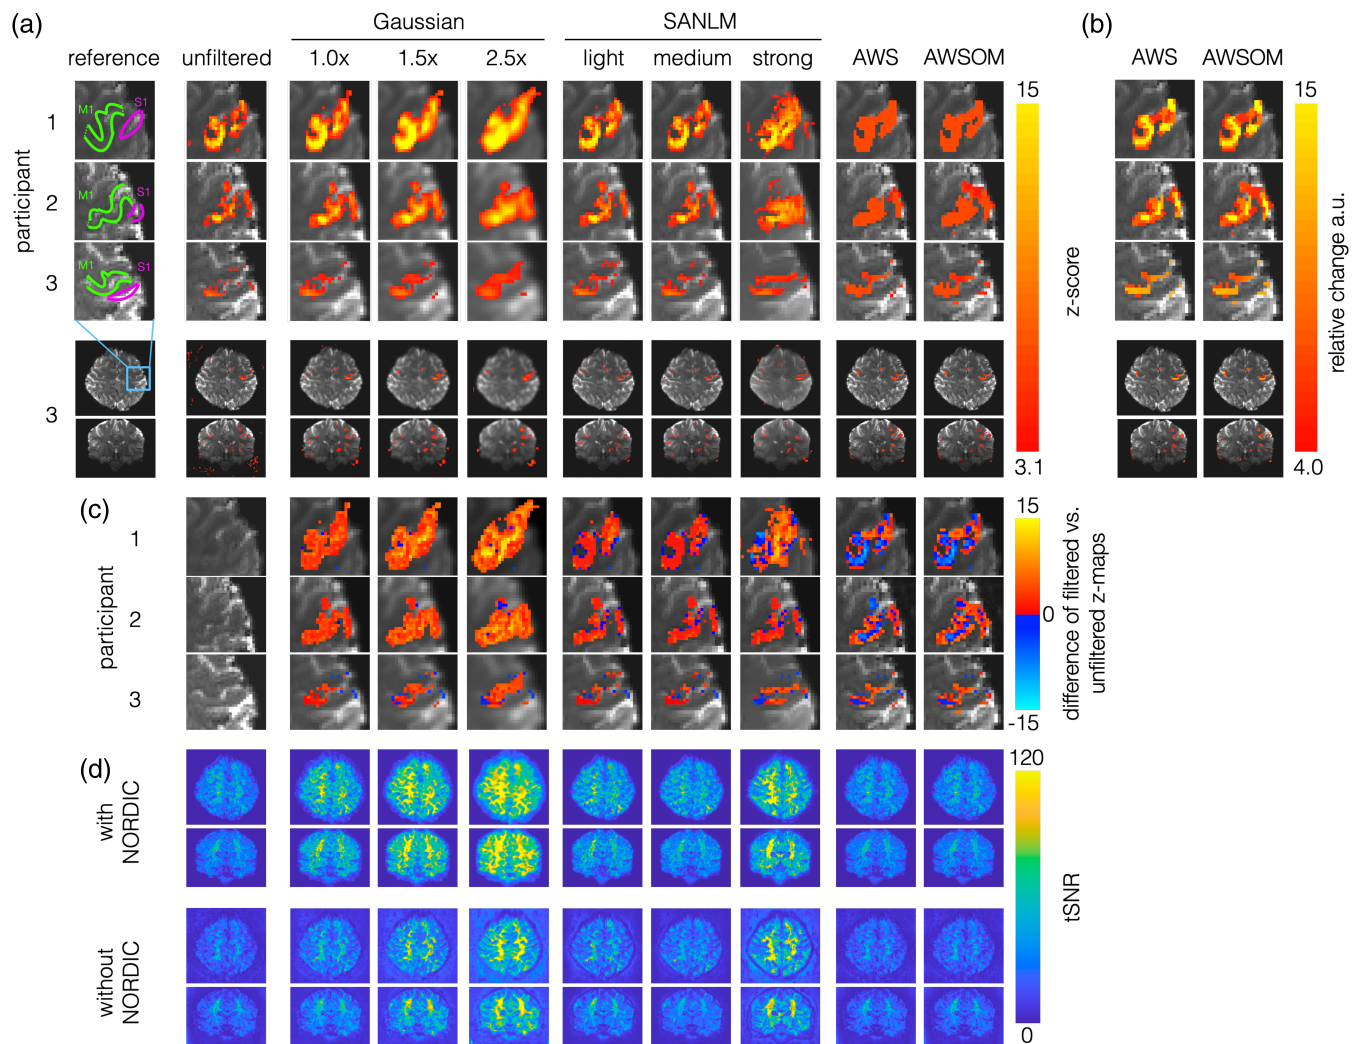 (a)
Gaussian
SANLM
(b)
reference
unfiltered
1.0x
1.5x
2.5x
light
medium
strong
AWS
AWSOM
AWS
AWSOM
participant
1
M1
S1
2
M1
S1
3
M1
S1
3
15
z-score
3.1
15
relative change a.u.
4.0
(c)
participant
1
2
3
15
0
-15
difference of filtered vs.
unfiltered z-maps
(d)
with
NORDIC
without
NORDIC
120
tSNR
0